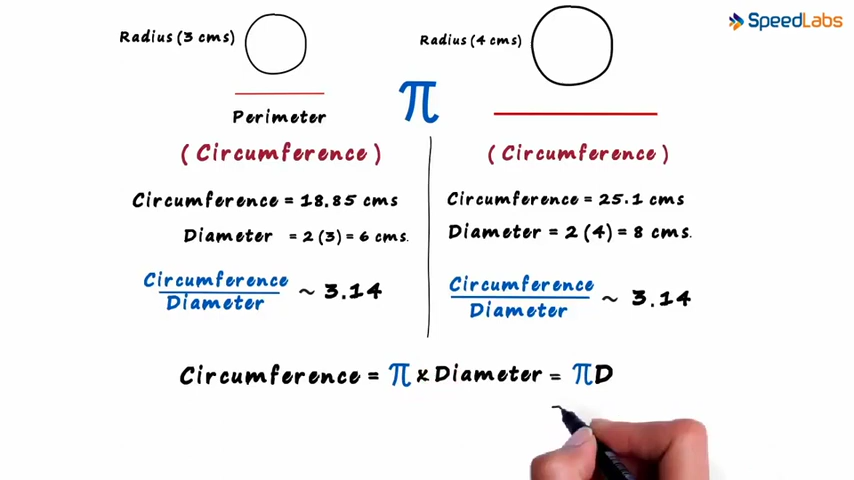 SpeedLabs
Radius (3 cms)
Radius (4 cms)
π
Perimeter
(Circumference)
(Circumference)
Circumference = 18.85 cms
Diameter = 2 (3) = 6 cms.
Circumference
Diameter ~ 3.14
Circumference = 25.1 cms
Diameter = 2 (4) = 8 cms.
Circumference
Diameter ~ 3.14
Circumference = π x Diameter = πD